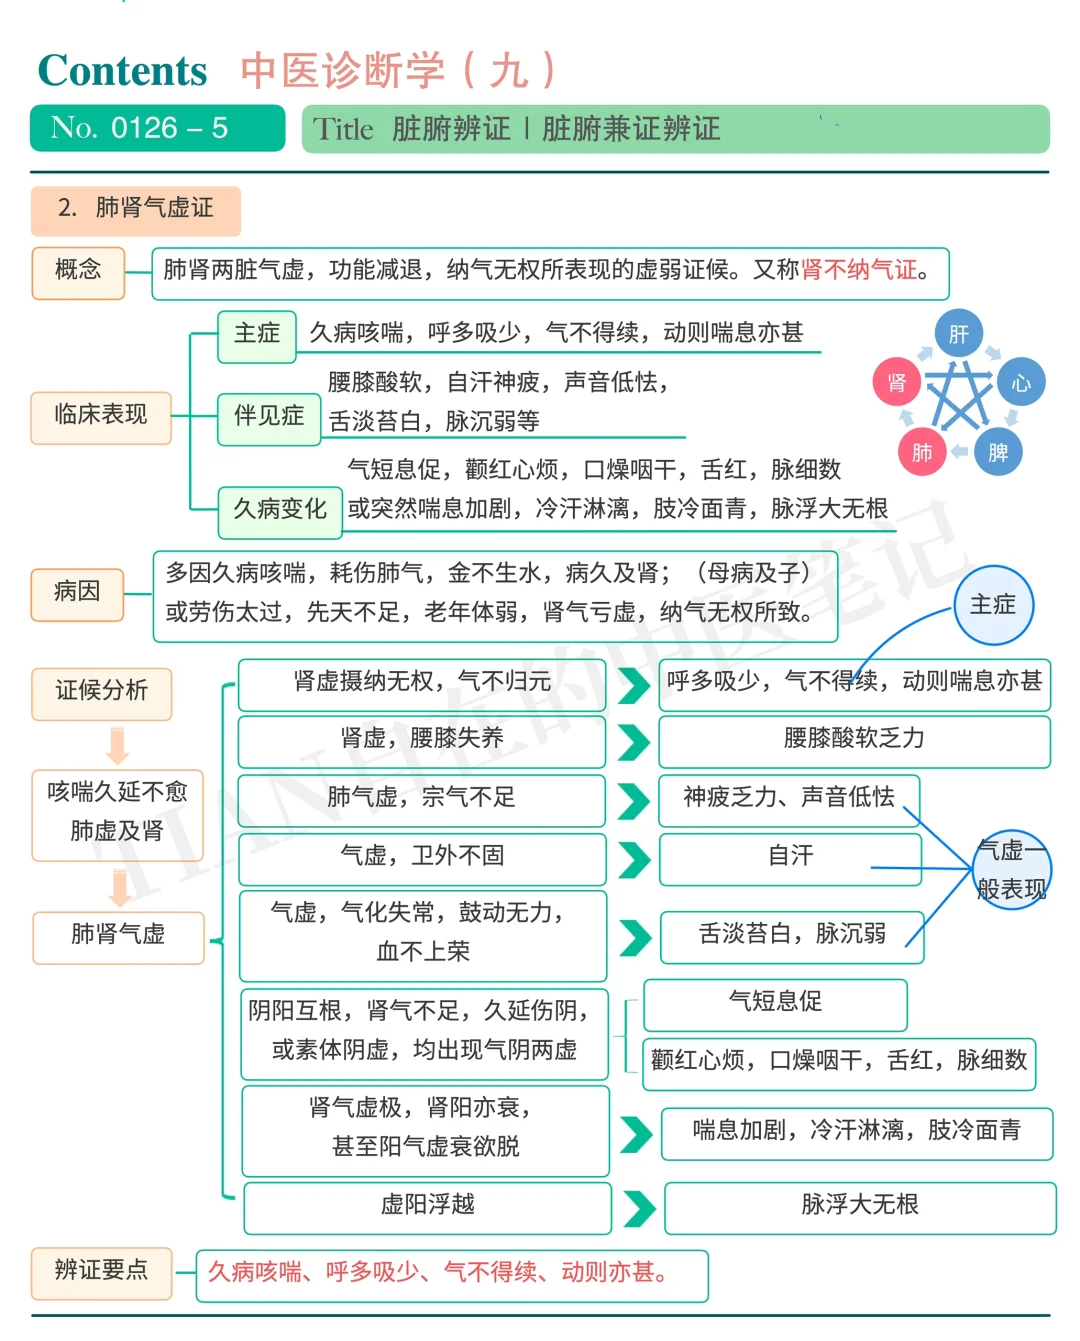 Contents 中医诊断学（九）
No. 0126 – 5
Title 脏腑辨证 | 脏腑兼证辨证
2. 肺肾气虚证
概念
肺肾两脏气虚，功能减退，纳气无权所表现的虚弱证候。又称肾不纳气证。
临床表现
主症
久病咳喘，呼多吸少，气不得续，动则喘息亦甚
伴见症
腰膝酸软，自汗神疲，声音低怯，
舌淡苔白，脉沉弱等
久病变化
气短息促，颧红心烦，口燥咽干，舌红，脉细数
或突然喘息加剧，冷汗淋漓，肢冷面青，脉浮大无根
肝
心
脾
肺
肾
病因
多因久病咳喘，耗伤肺气，金不生水，病久及肾；（母病及子）
或劳伤太过，先天不足，老年体弱，肾气亏虚，纳气无权所致。
主症
证候分析
咳喘久延不愈
肺虚及肾
肺肾气虚
肾虚摄纳无权，气不归元
呼多吸少，气不得续，动则喘息亦甚
肾虚，腰膝失养
腰膝酸软乏力
肺气虚，宗气不足
神疲乏力、声音低怯
气虚，卫外不固
自汗
气虚一
般表现
气虚，气化失常，鼓动无力，
血不上荣
舌淡苔白，脉沉弱
阴阳互根，肾气不足，久延伤阴，
或素体阴虚，均出现气阴两虚
气短息促
颧红心烦，口燥咽干，舌红，脉细数
肾气虚极，肾阳亦衰，
甚至阳气虚衰欲脱
喘息加剧，冷汗淋漓，肢冷面青
虚阳浮越
脉浮大无根
辨证要点
久病咳喘、呼多吸少、气不得续、动则亦甚。
TIAN自在的中医笔记